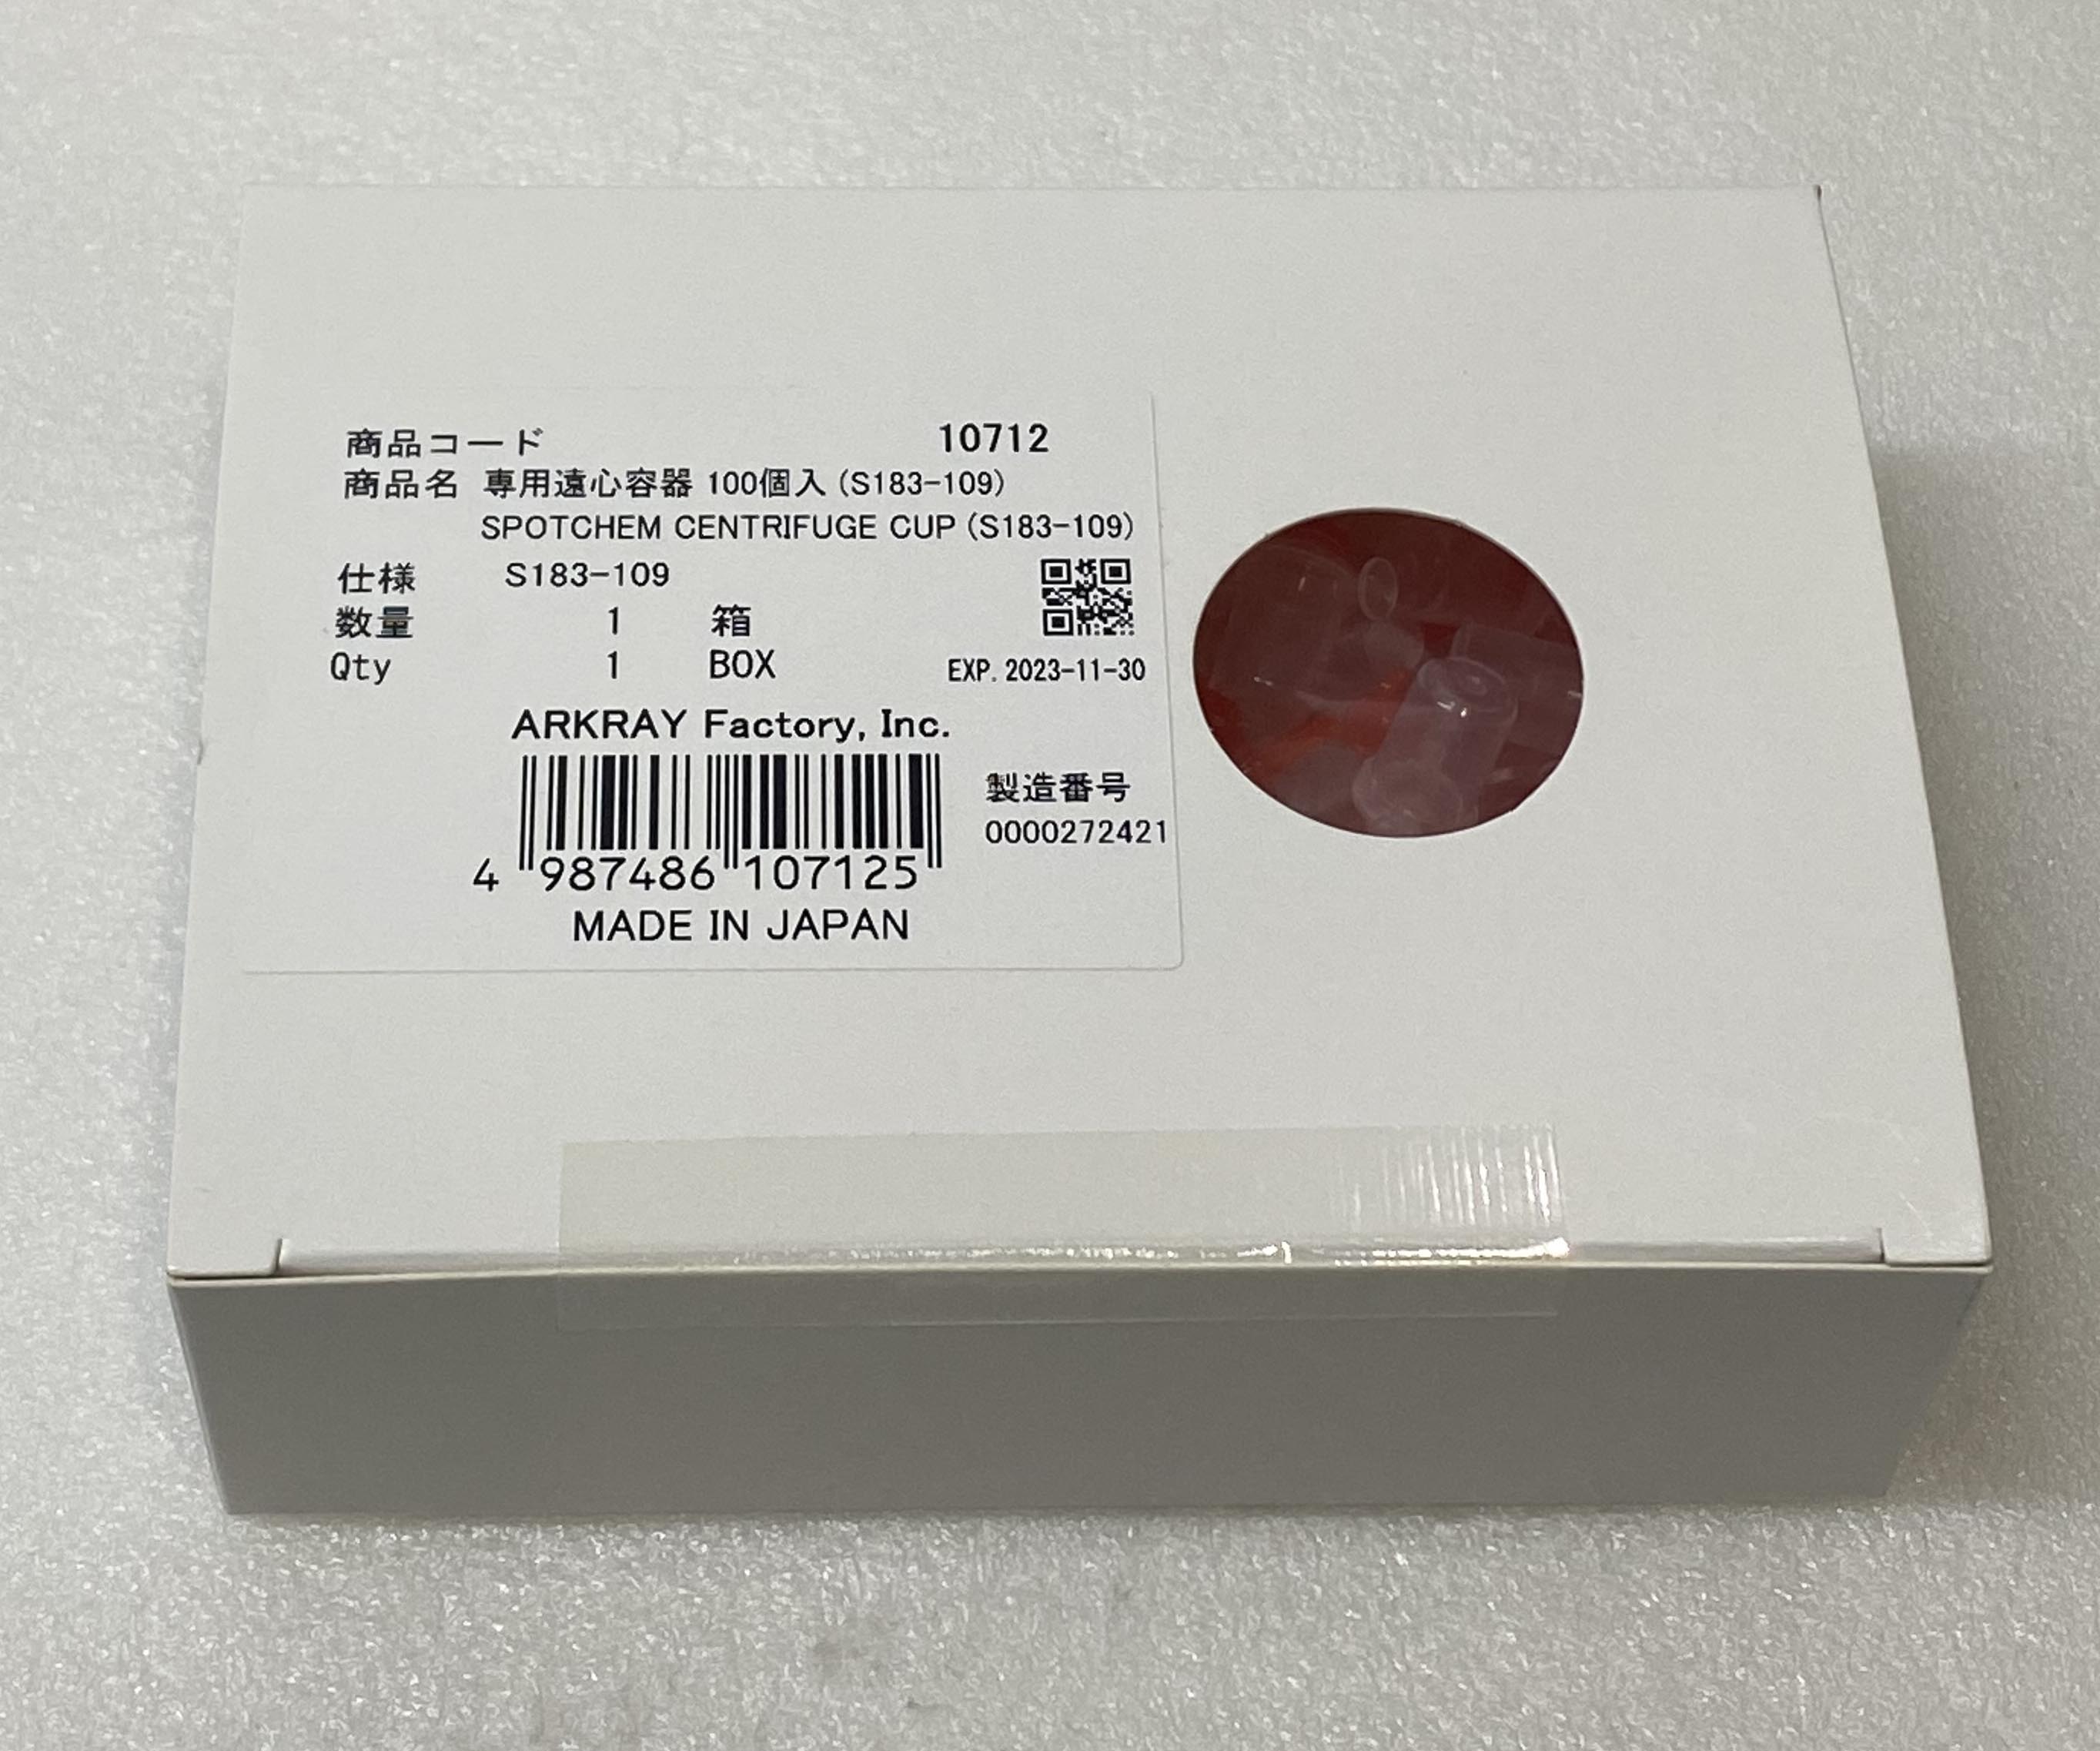 商品コード 10712
商品名 専用遠心容器 100個入 (S183-109)
SPOTCHEM CENTRIFUGE CUP (S183-109)
仕様 S183-109
数量 1 箱
Qty 1 BOX
EXP. 2023-11-30
ARKRAY Factory, Inc.
製造番号
0000272421
4 987486 107125
MADE IN JAPAN